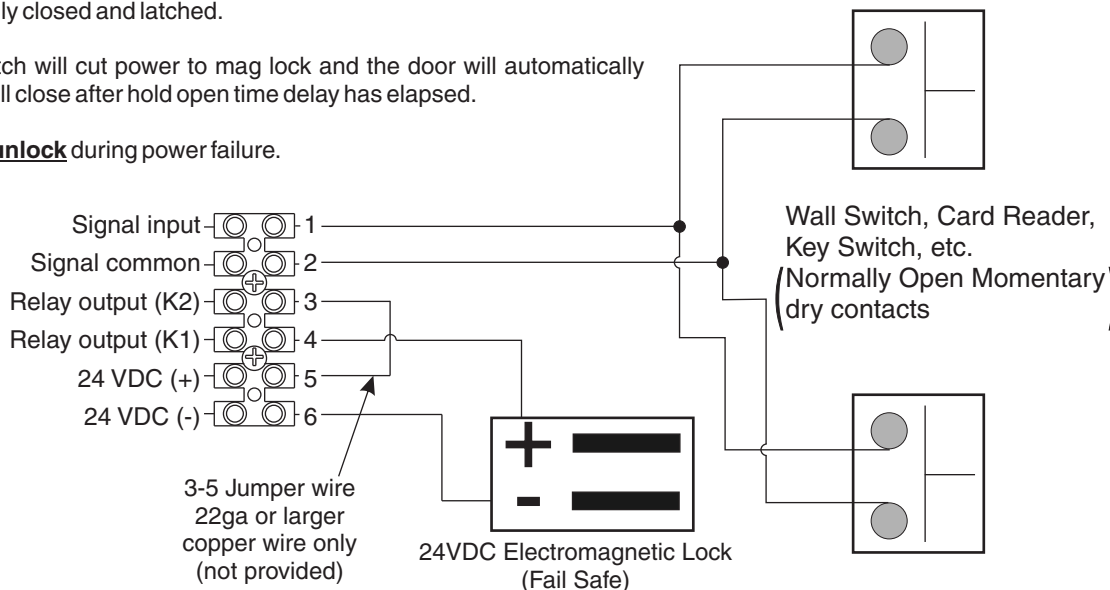 ly closed and latched.
tch will cut power to mag lock and the door will automatically
ll close after hold open time delay has elapsed.
unlock during power failure.
Signal input 1
Signal common 2
Relay output (K2) 3
Relay output (K1) 4
24 VDC (+) 5
24 VDC (-) 6
Wall Switch, Card Reader,
Key Switch, etc.
(Normally Open Momentary)
dry contacts
+
-
3-5 Jumper wire
22ga or larger
copper wire only
(not provided)
24VDC Electromagnetic Lock
(Fail Safe)